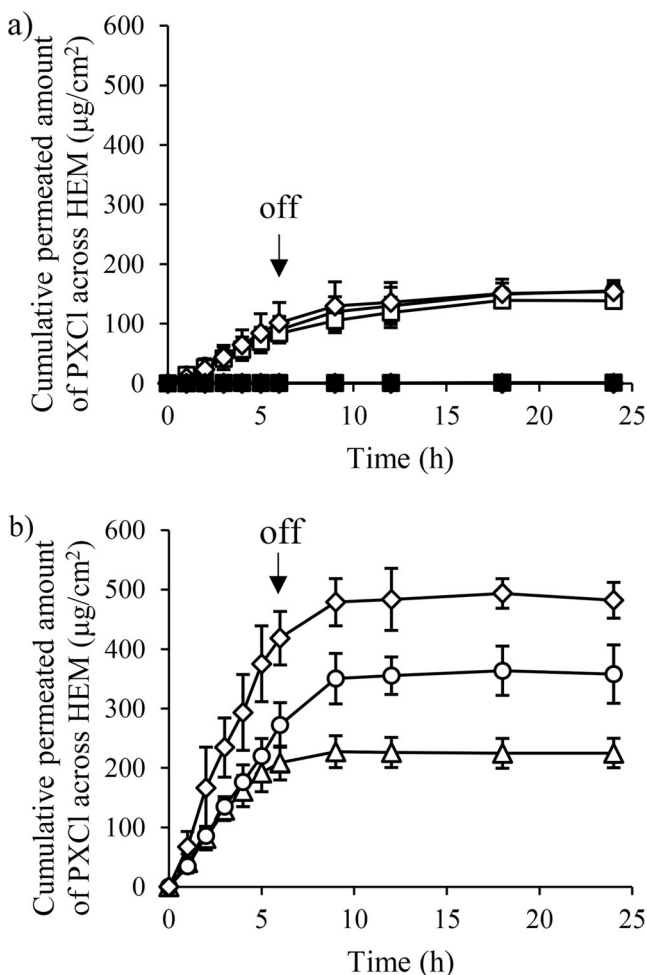 a)
Cumulative permeated amount
of PXCl across HEM (µg/cm²)
600
500
400
300
200
100
0
off
0 5 10 15 20 25
Time (h)
b)
Cumulative permeated amount
of PXCl across HEM (µg/cm²)
600
500
400
300
200
100
0
off
0 5 10 15 20 25
Time (h)